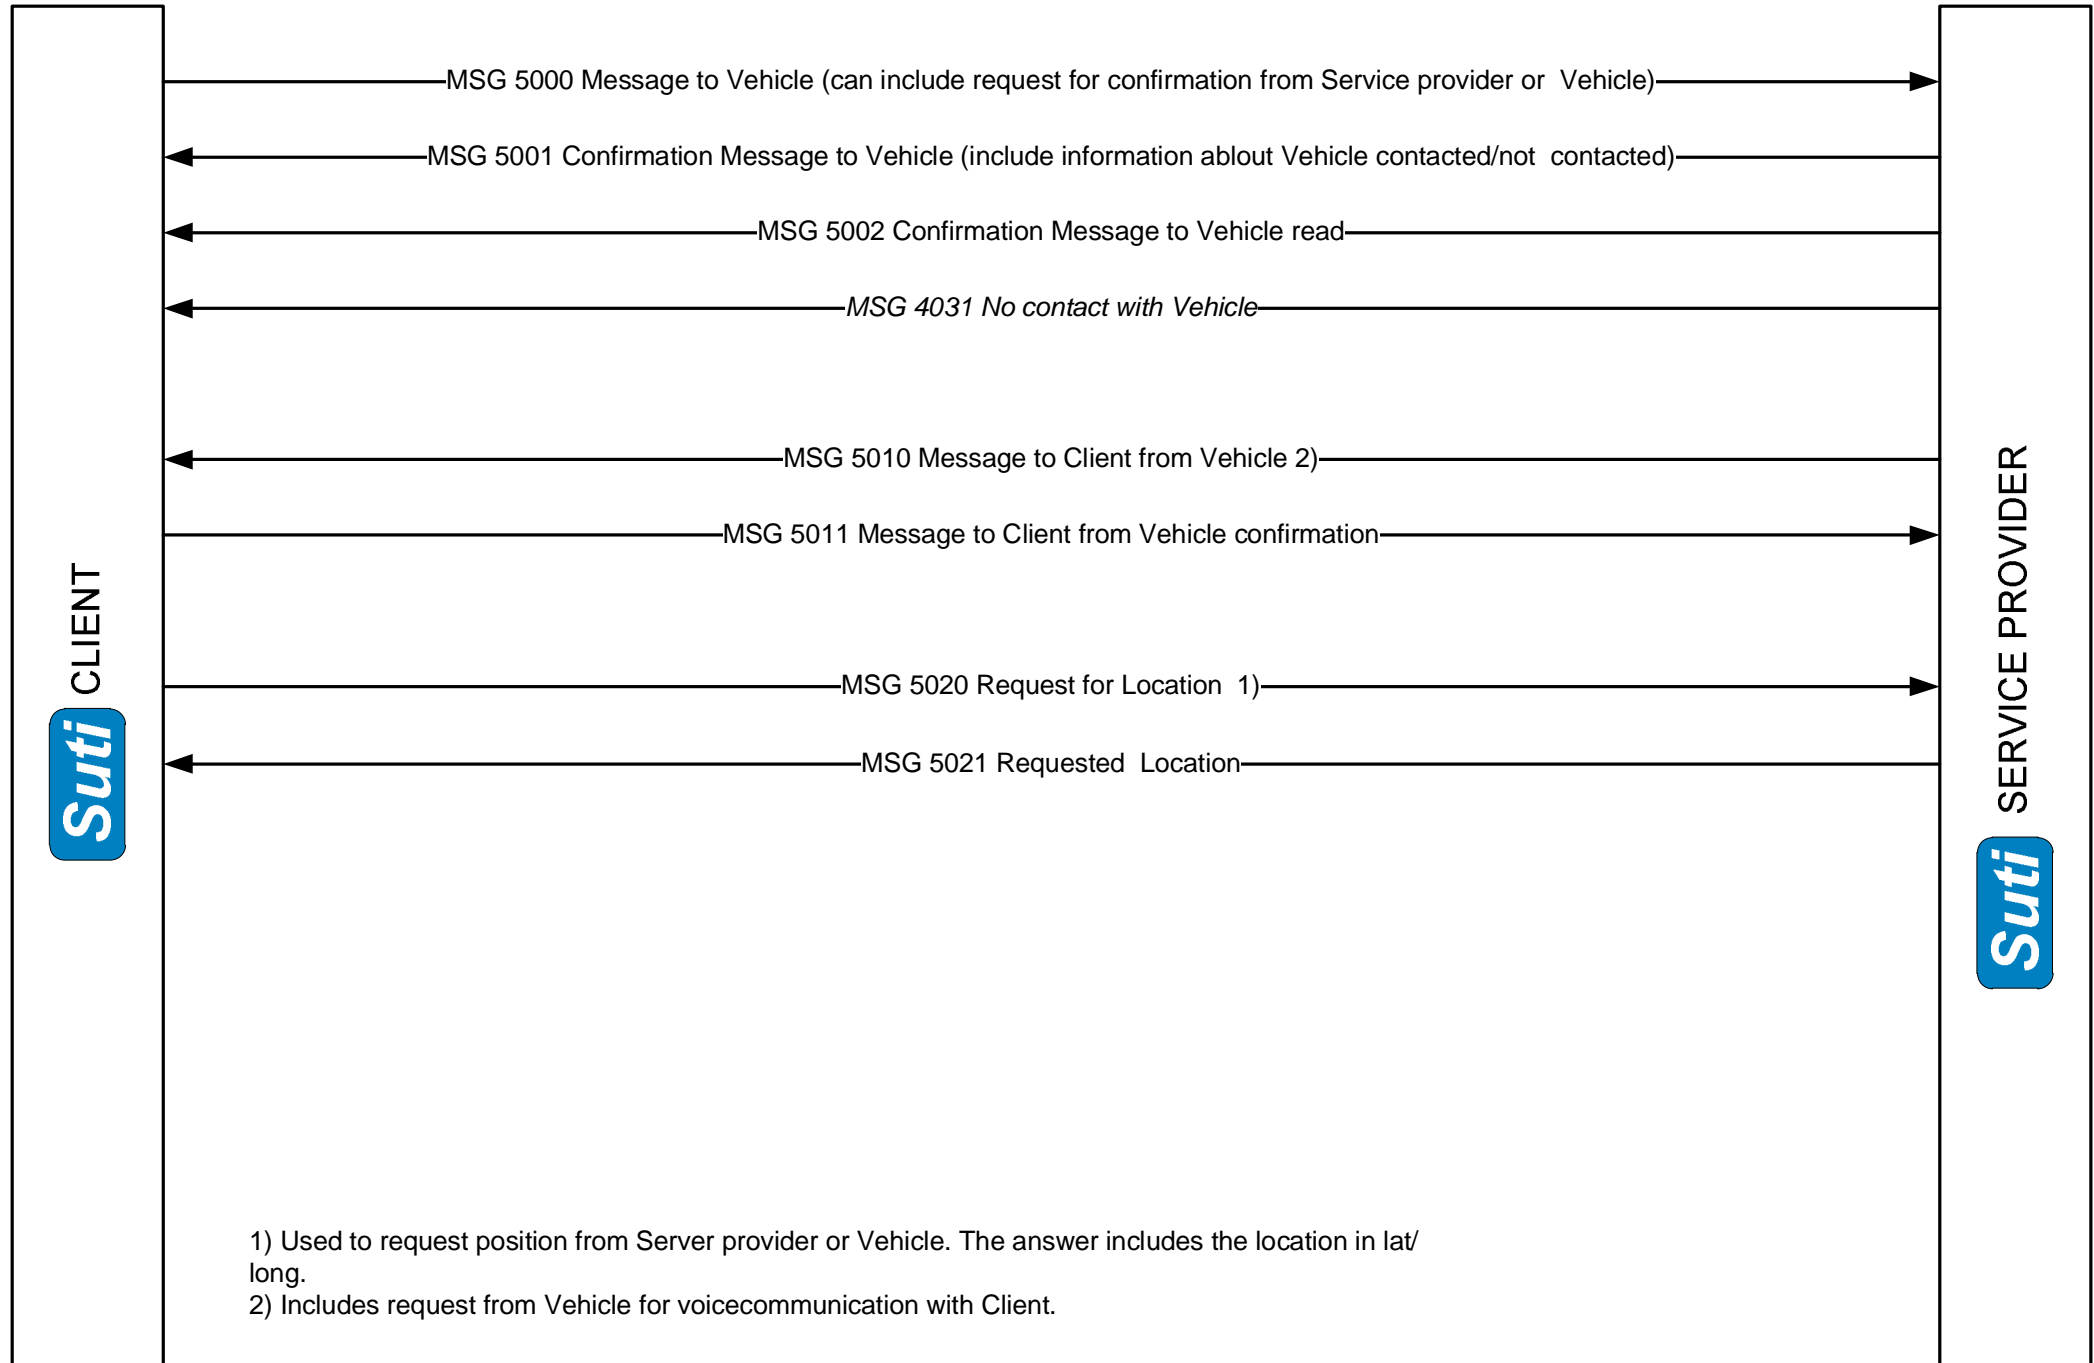 MSG 5000 Message to Vehicle (can include request for confirmation from Service provider or  Vehicle)
MSG 5001 Confirmation Message to Vehicle (include information ablout Vehicle contacted/not  contacted)
MSG 5002 Confirmation Message to Vehicle read
MSG 4031 No contact with Vehicle
MSG 5010 Message to Client from Vehicle 2)
MSG 5011 Message to Client from Vehicle confirmation
MSG 5020 Request for Location  1)
MSG 5021 Requested  Location
Suti CLIENT
Suti SERVICE PROVIDER
1) Used to request position from Server provider or Vehicle. The answer includes the location in lat/
long.
2) Includes request from Vehicle for voicecommunication with Client.